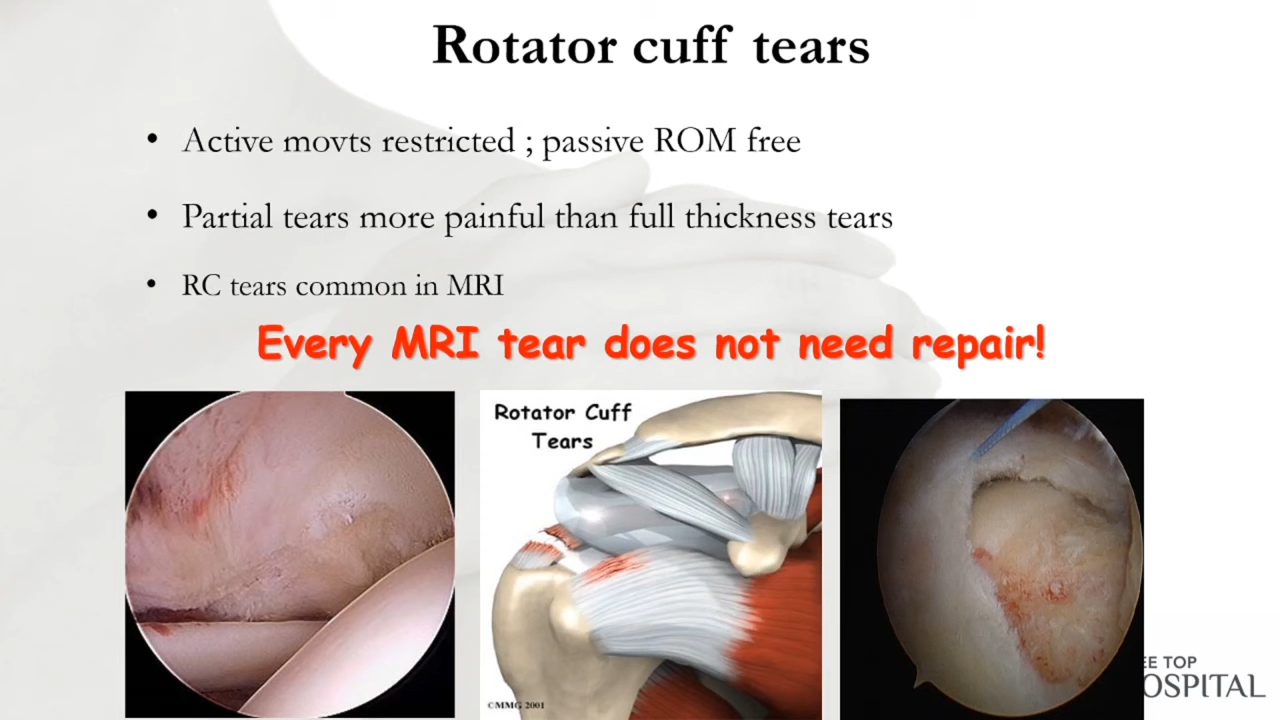 Rotator cuff tears
• Active movts restricted ; passive ROM free
• Partial tears more painful than full thickness tears
• RC tears common in MRI
Every MRI tear does not need repair!
Rotator Cuff
Tears
©MMG 2001
EE TOP
OSPITAL